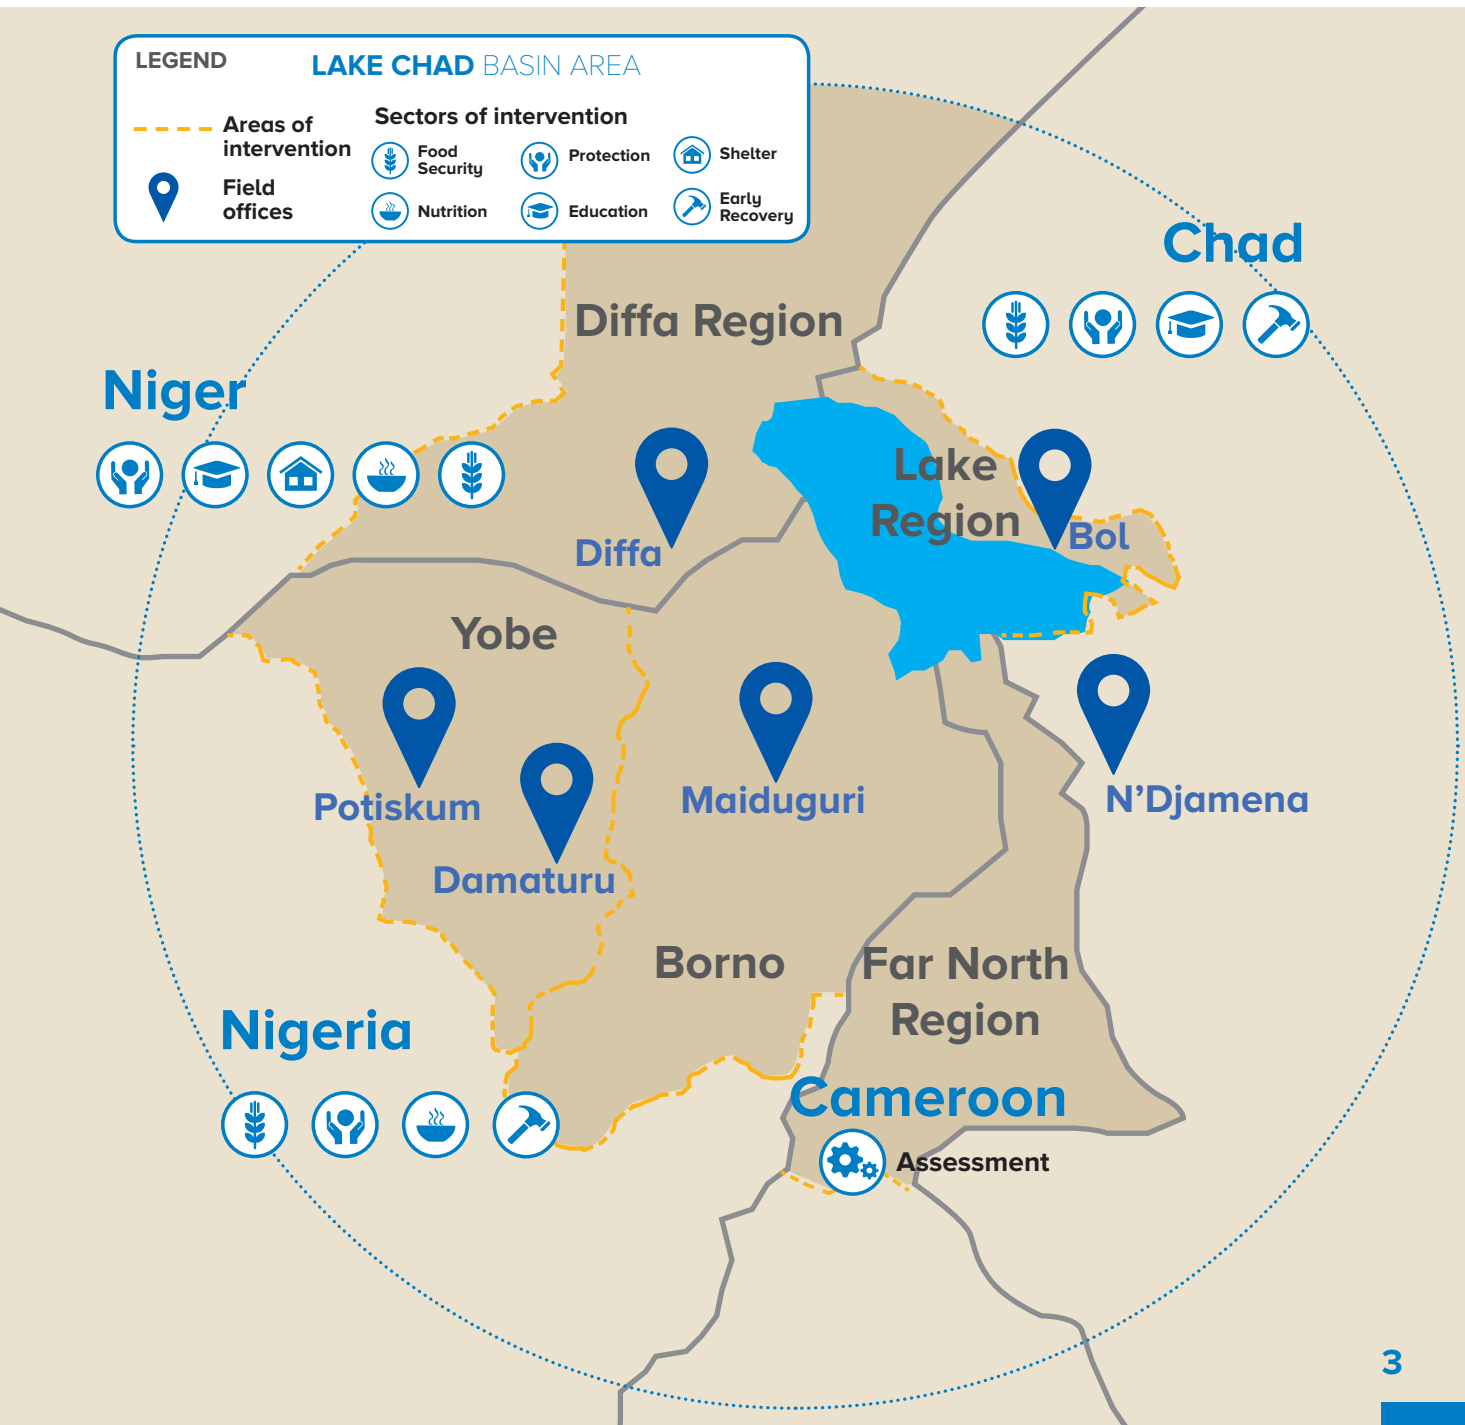 LEGEND
LAKE CHAD BASIN AREA
Areas of
intervention
Field
offices
Sectors of intervention
Food
Security
Protection
Shelter
Nutrition
Education
Early
Recovery
Chad
Diffa Region
Niger
Lake
Region
Bol
Diffa
Yobe
Potiskum
Maiduguri
N’Djamena
Damaturu
Borno
Far North
Region
Nigeria
Cameroon
Assessment
3